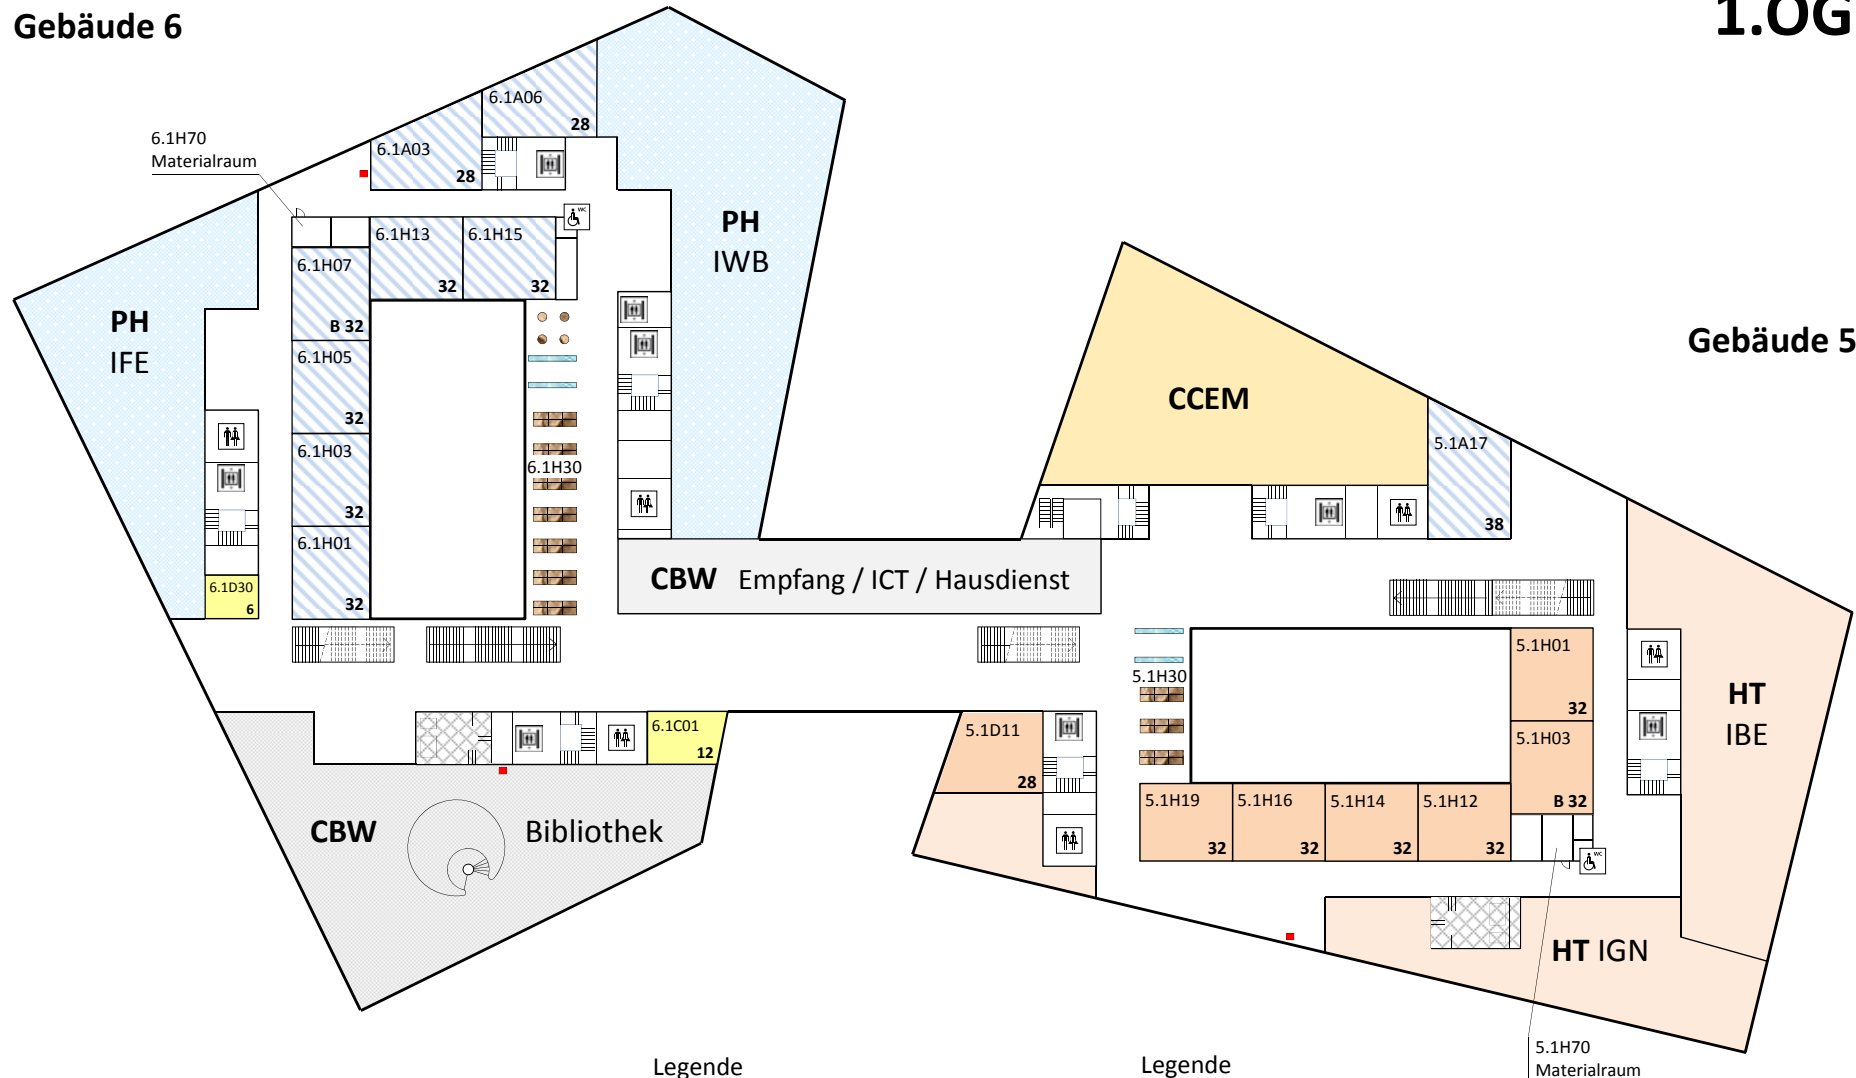 Gebäude 6
1.OG
6.1A06
28
6.1H70
Materialraum
6.1A03
28
PH
IWB
6.1H13
32
6.1H15
32
WC
6.1H07
B 32
PH
IFE
6.1H05
32
Gebäude 5
CCEM
5.1A17
38
6.1H03
32
6.1H30
6.1H01
32
6.1D30
6
CBW Empfang / ICT / Hausdienst
5.1H01
32
5.1H30
HT
IBE
6.1C01
12
5.1D11
28
5.1H03
B 32
5.1H19
32
5.1H16
32
5.1H14
32
5.1H12
32
CBW
Bibliothek
WC
HT IGN
5.1H70
Materialraum
Legende
Legende